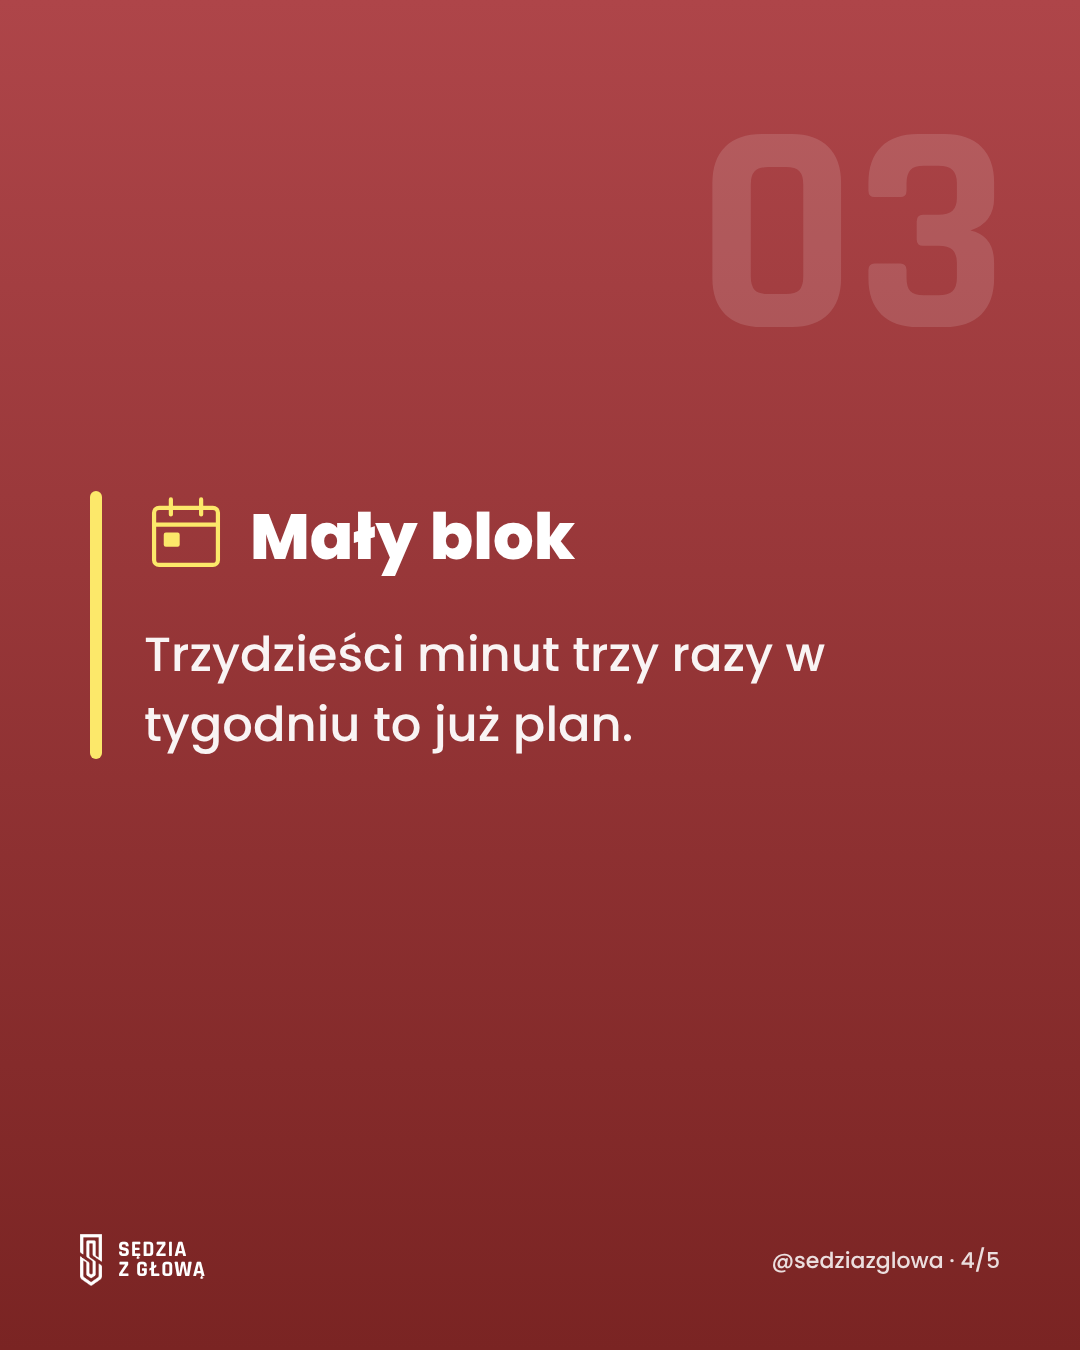 03
Mały blok
Trzydzieści minut trzy razy w
tygodniu to już plan.
SĘDZIA
Z GŁOWĄ
@sedziazglowa · 4/5